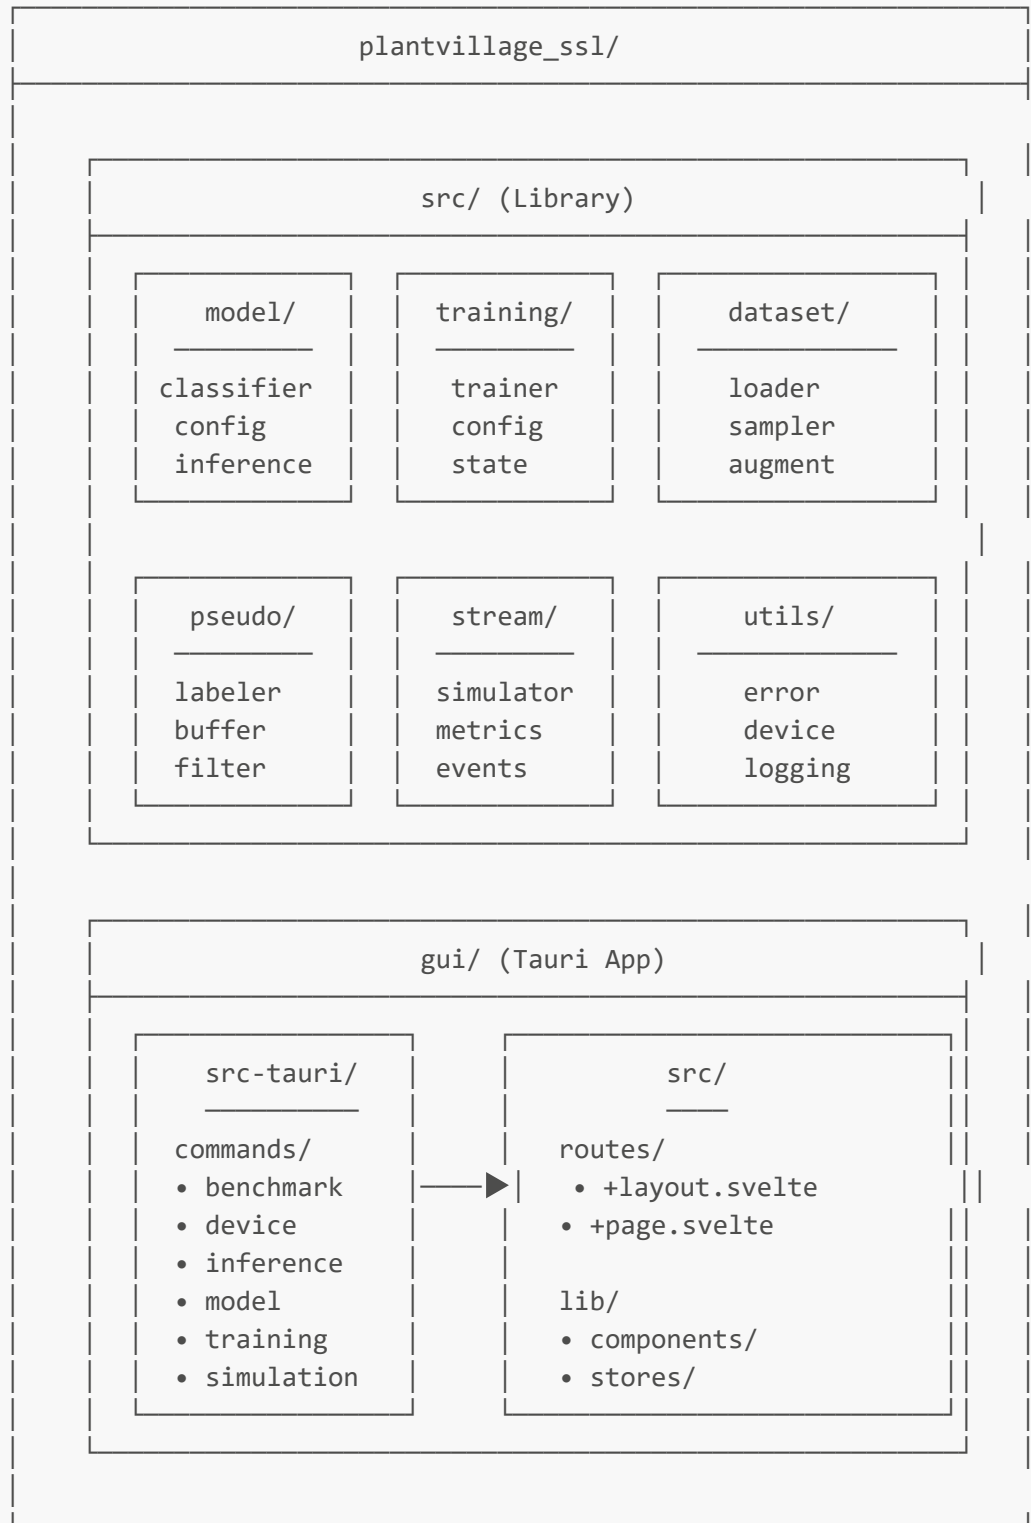 plantvillage_ssl/
src/ (Library)
model/ training/ dataset/
classifier trainer loader
config config sampler
inference state augment
pseudo/ stream/ utils/
labeler simulator error
buffer metrics device
filter events logging
gui/ (Tauri App)
src-tauri/ src/
commands/ routes/
• benchmark • +layout.svelte
• device • +page.svelte
• inference
• model lib/
• training • components/
• simulation • stores/